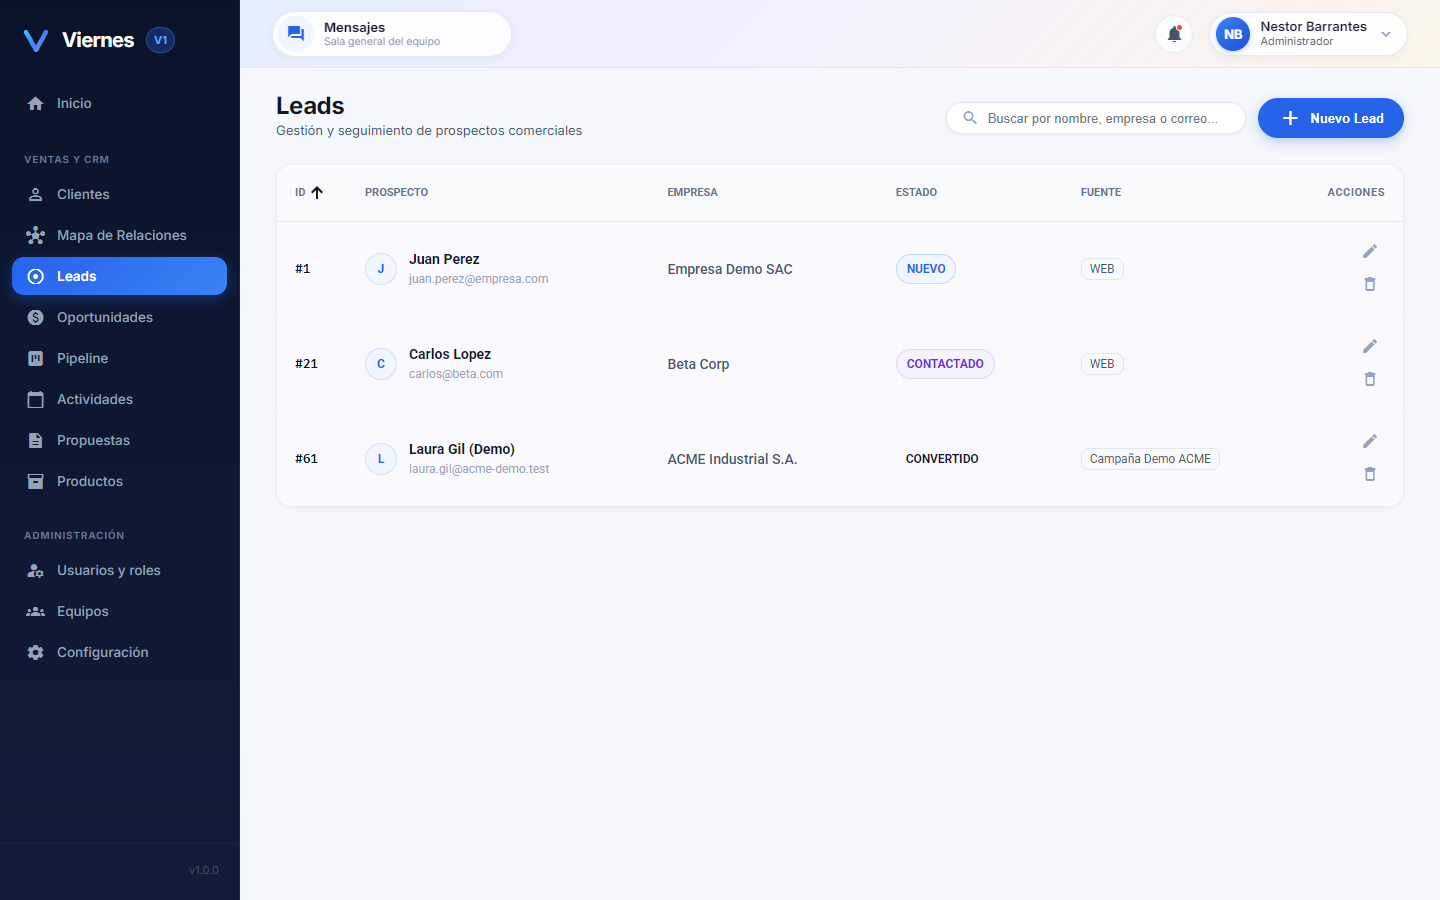 Viernes V1
Inicio
VENTAS Y CRM
Clientes
Mapa de Relaciones
Leads
Oportunidades
Pipeline
Actividades
Propuestas
Productos
ADMINISTRACIÓN
Usuarios y roles
Equipos
Configuración
v1.0.0
Mensajes
Sala general del equipo
NB
Nestor Barrantes
Administrador
Leads
Gestión y seguimiento de prospectos comerciales
Buscar por nombre, empresa o correo...
Nuevo Lead
ID PROSPECTO EMPRESA ESTADO FUENTE ACCIONES
#1 J Juan Perez Empresa Demo SAC NUEVO WEB
juan.perez@empresa.com
#21 C Carlos Lopez Beta Corp CONTACTADO WEB
carlos@beta.com
#61 L Laura Gil (Demo) ACME Industrial S.A. CONVERTIDO Campaña Demo ACME
laura.gil@acme-demo.test